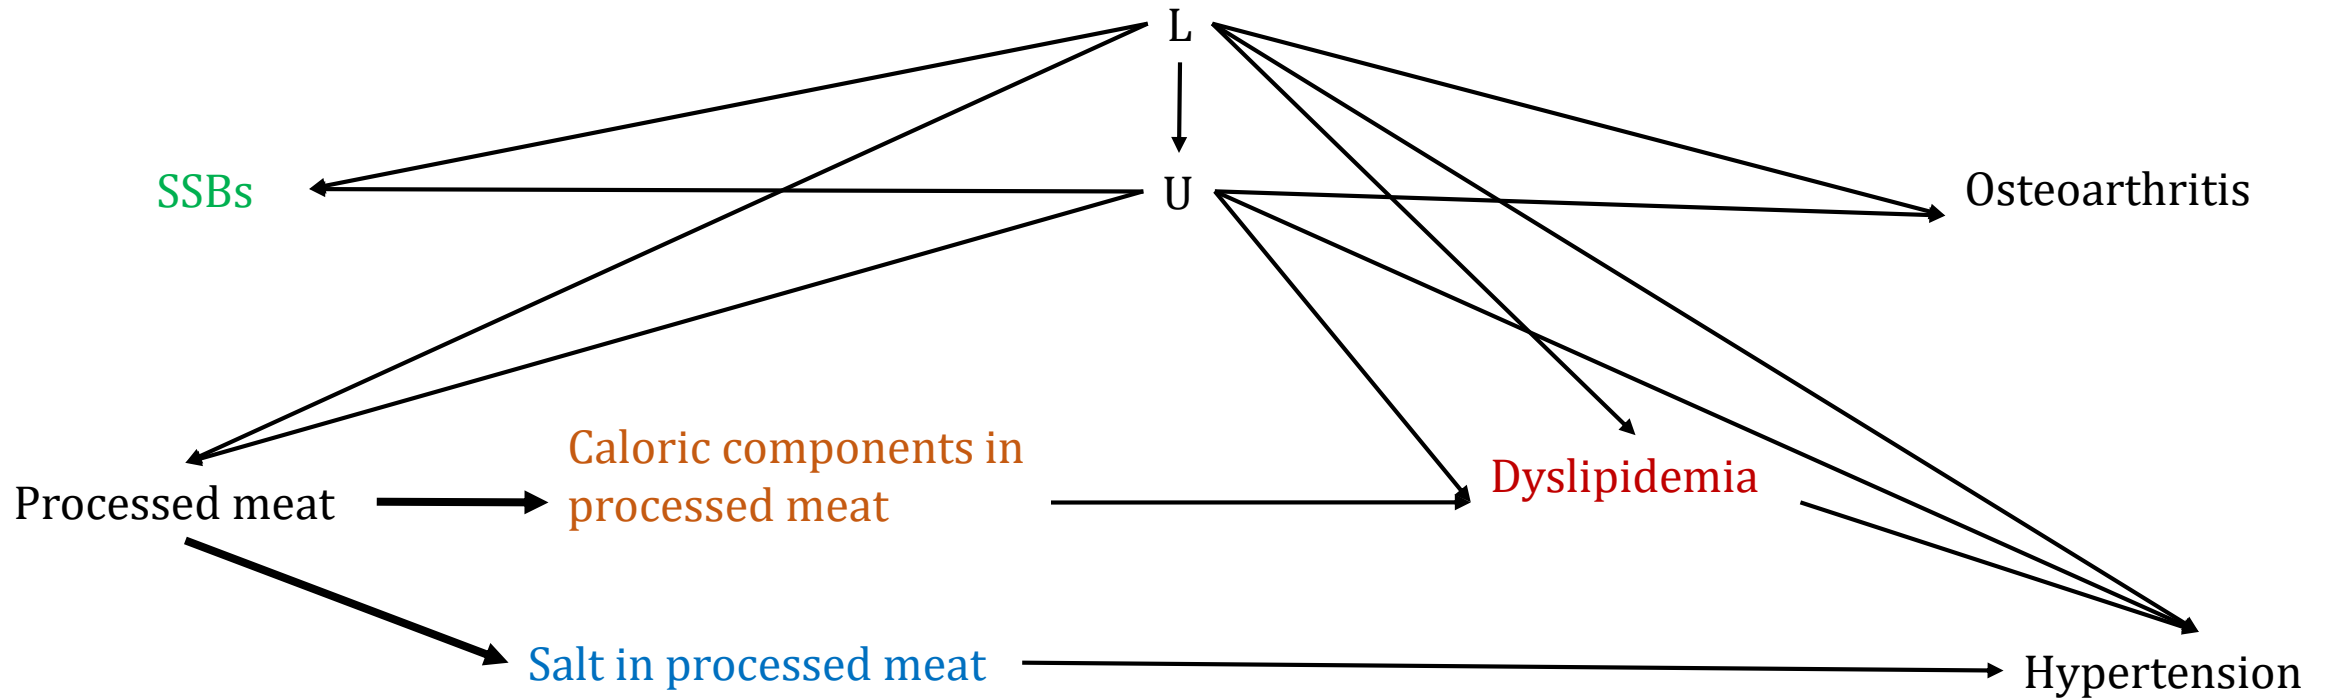 L
SSBs
U
Osteoarthritis
Caloric components in
processed meat
Dyslipidemia
Processed meat
Salt in processed meat
Hypertension